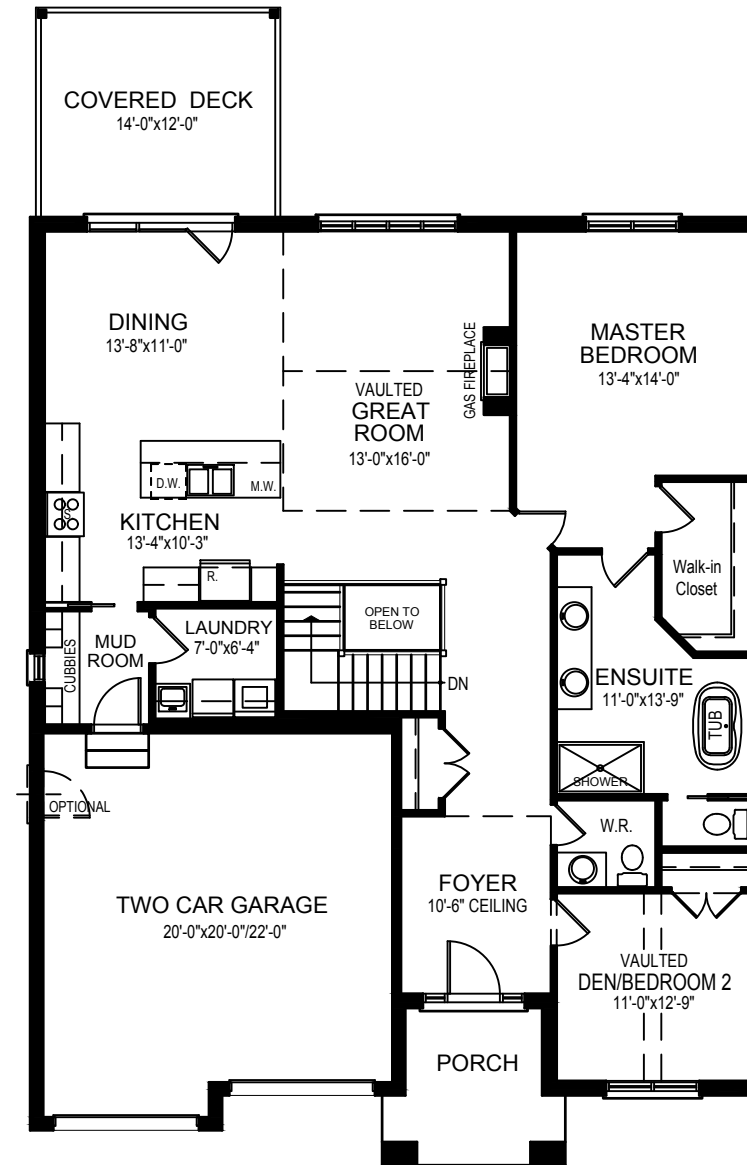 COVERED DECK
14'-0"x12'-0"
DINING
13'-8"x11'-0"
GAS FIREPLACE
MASTER
BEDROOM
13'-4"x14'-0"
VAULTED
GREAT
ROOM
13'-0"x16'-0"
D.W.
M.W.
S
KITCHEN
13'-4"x10'-3"
R.
Walk-in
Closet
OPEN TO
BELOW
CUBBIES
MUD
ROOM
LAUNDRY
7'-0"x6'-4"
DN
ENSUITE
11'-0"x13'-9"
TUB
SHOWER
OPTIONAL
W.R.
TWO CAR GARAGE
20'-0"x20'-0"/22'-0"
FOYER
10'-6" CEILING
VAULTED
DEN/BEDROOM 2
11'-0"x12'-9"
PORCH